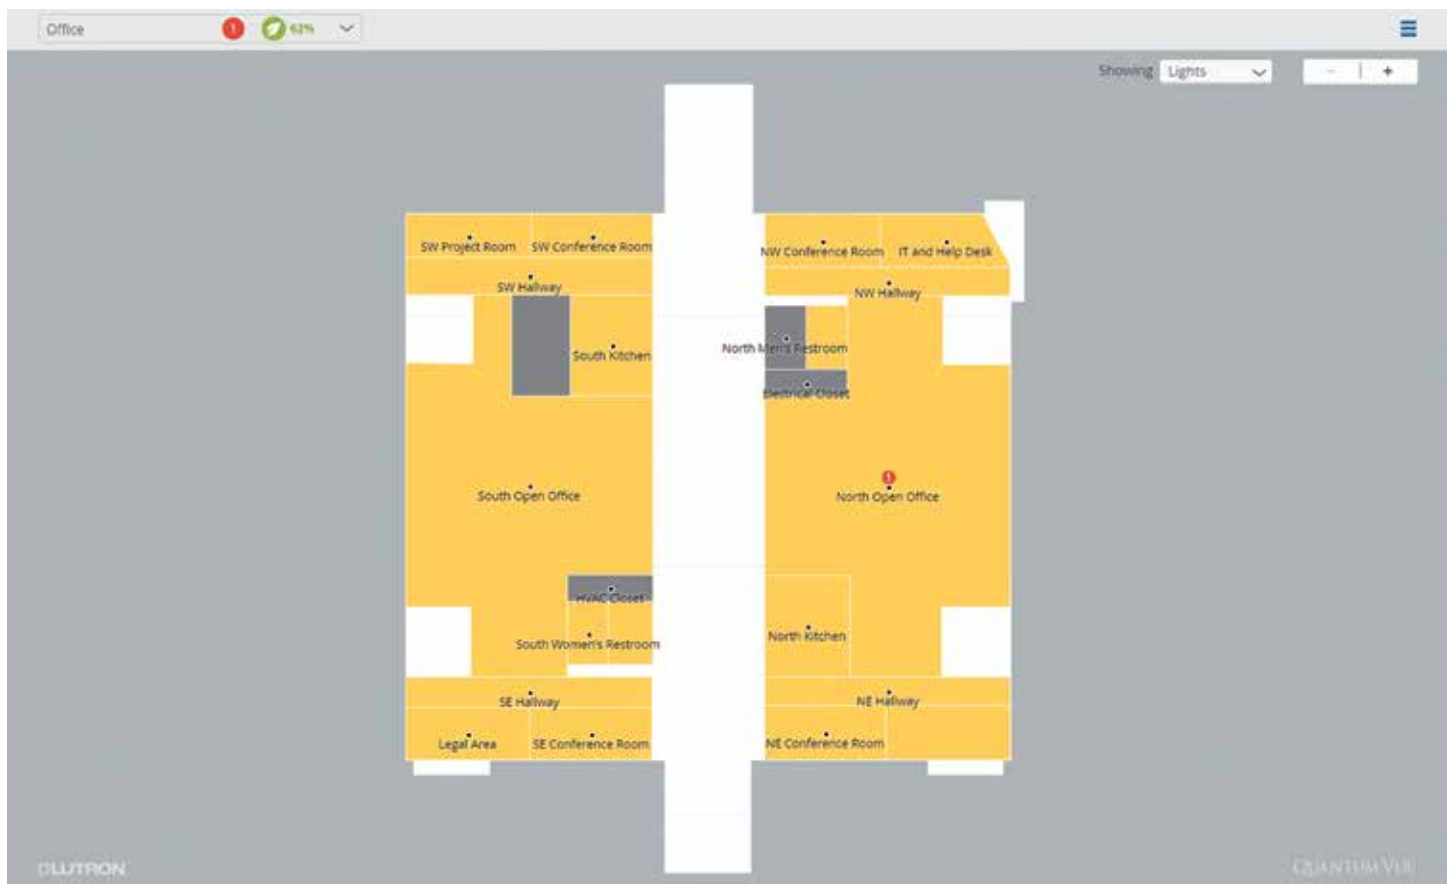 Office 1 62%
Showing Lights - | +
SW Project Room SW Conference Room
NW Conference Room IT and Help Desk
SW Hallway
NW Hallway
South Kitchen
North Men's Restroom
Electrical Closet
South Open Office
North Open Office
HVAC Closet
South Women's Restroom
North Kitchen
SE Hallway
NE Hallway
Legal Area SE Conference Room
NE Conference Room
LUTRON
QUANTUM VUE